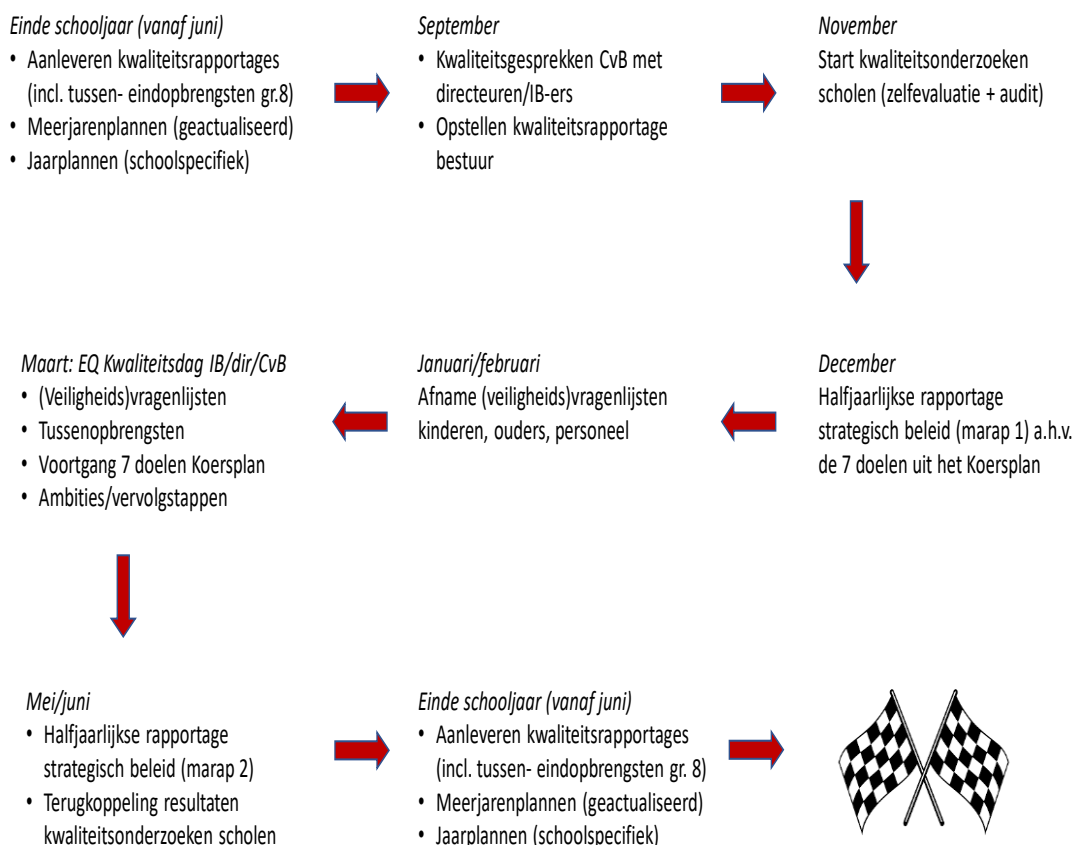 Einde schooljaar (vanaf juni)
• Aanleveren kwaliteitsrapportages
(incl. tussen- eindopbrengsten gr.8)
• Meerjarenplannen (geactualiseerd)
• Jaarplannen (schoolspecifiek)
September
• Kwaliteitsgesprekken CvB met
directeuren/IB-ers
• Opstellen kwaliteitsrapportage
bestuur
November
Start kwaliteitsonderzoeken
scholen (zelfevaluatie + audit)
December
Halfjaarlijkse rapportage
strategisch beleid (marap 1) a.h.v.
de 7 doelen uit het Koersplan
Januari/februari
Afname (veiligheids)vragenlijsten
kinderen, ouders, personeel
Maart: EQ Kwaliteitsdag IB/dir/CvB
• (Veiligheids)vragenlijsten
• Tussenopbrengsten
• Voortgang 7 doelen Koersplan
• Ambities/vervolgstappen
Mei/juni
• Halfjaarlijkse rapportage
strategisch beleid (marap 2)
• Terugkoppeling resultaten
kwaliteitsonderzoeken scholen
Einde schooljaar (vanaf juni)
• Aanleveren kwaliteitsrapportages
(incl. tussen- eindopbrengsten gr. 8)
• Meerjarenplannen (geactualiseerd)
• Jaarplannen (schoolspecifiek)